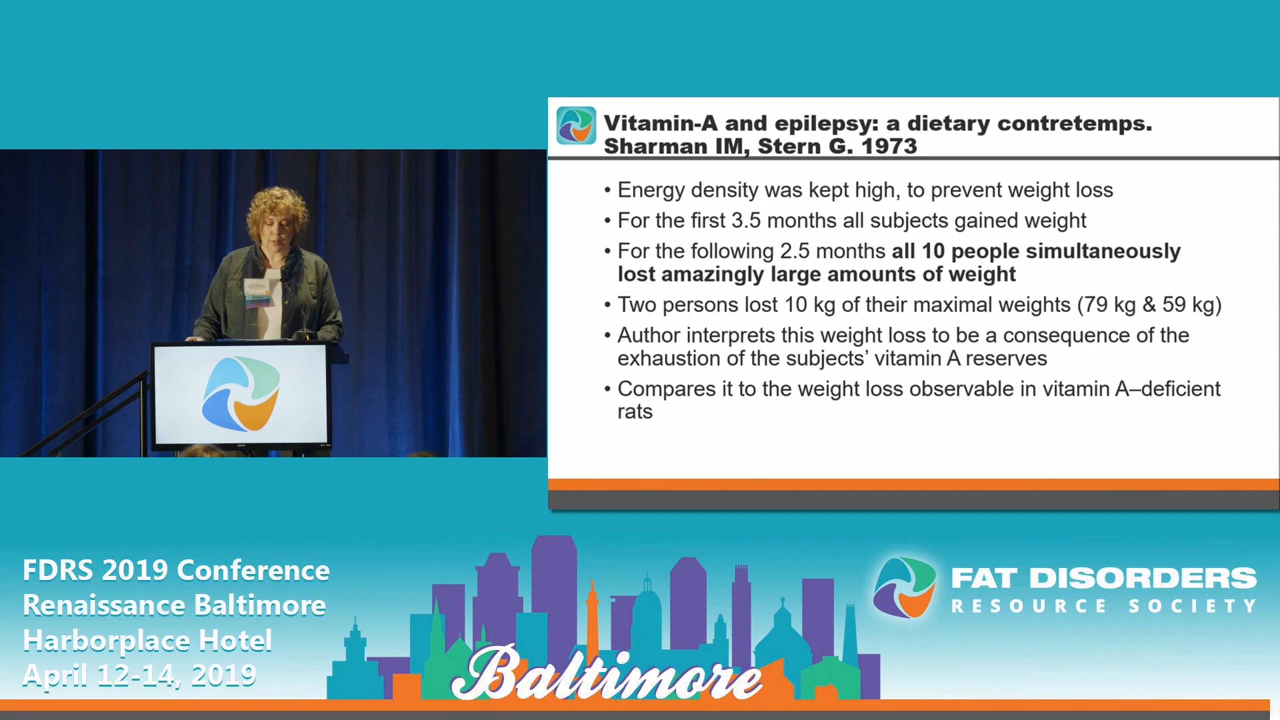 Vitamin-A and epilepsy: a dietary contretemps.
Sharman IM, Stern G. 1973
• Energy density was kept high, to prevent weight loss
• For the first 3.5 months all subjects gained weight
• For the following 2.5 months all 10 people simultaneously
lost amazingly large amounts of weight
• Two persons lost 10 kg of their maximal weights (79 kg & 59 kg)
• Author interprets this weight loss to be a consequence of the
exhaustion of the subjects’ vitamin A reserves
• Compares it to the weight loss observable in vitamin A–deficient
rats
FDRS 2019 Conference
Renaissance Baltimore
Harborplace Hotel
April 12-14, 2019
Baltimore
FAT DISORDERS
RESOURCE SOCIETY